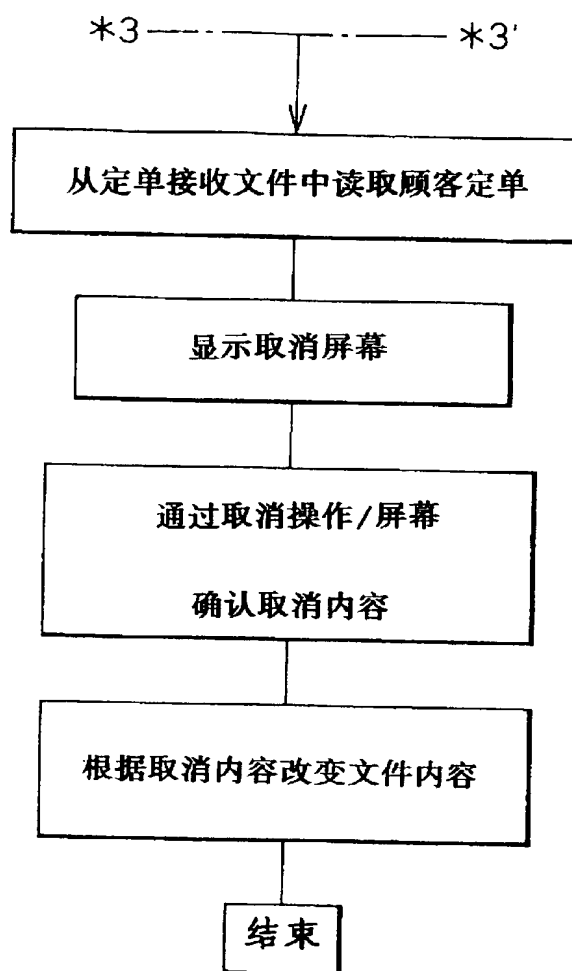 *3 *3'
从定单接收文件中读取顾客定单
显示取消屏幕
通过取消操作/屏幕
确认取消内容
根据取消内容改变文件内容
结束